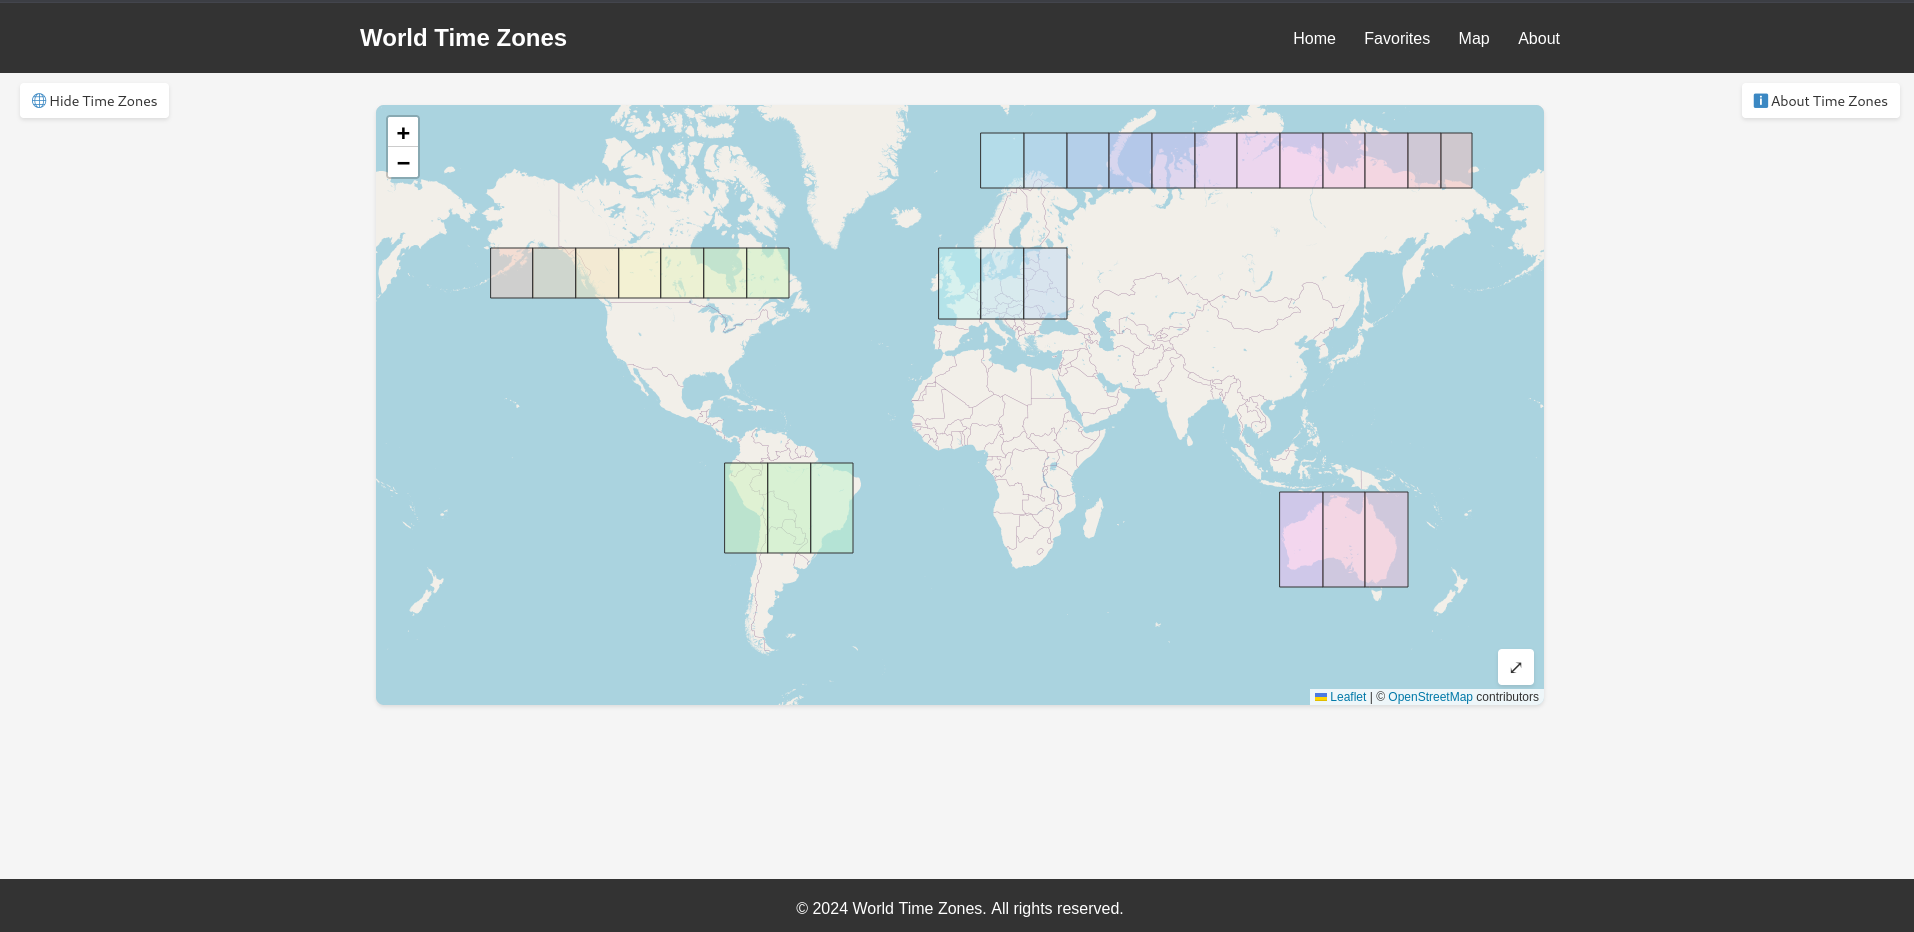 World Time Zones
Home Favorites Map About
Hide Time Zones
About Time Zones
+
−
Leaflet | © OpenStreetMap contributors
© 2024 World Time Zones. All rights reserved.